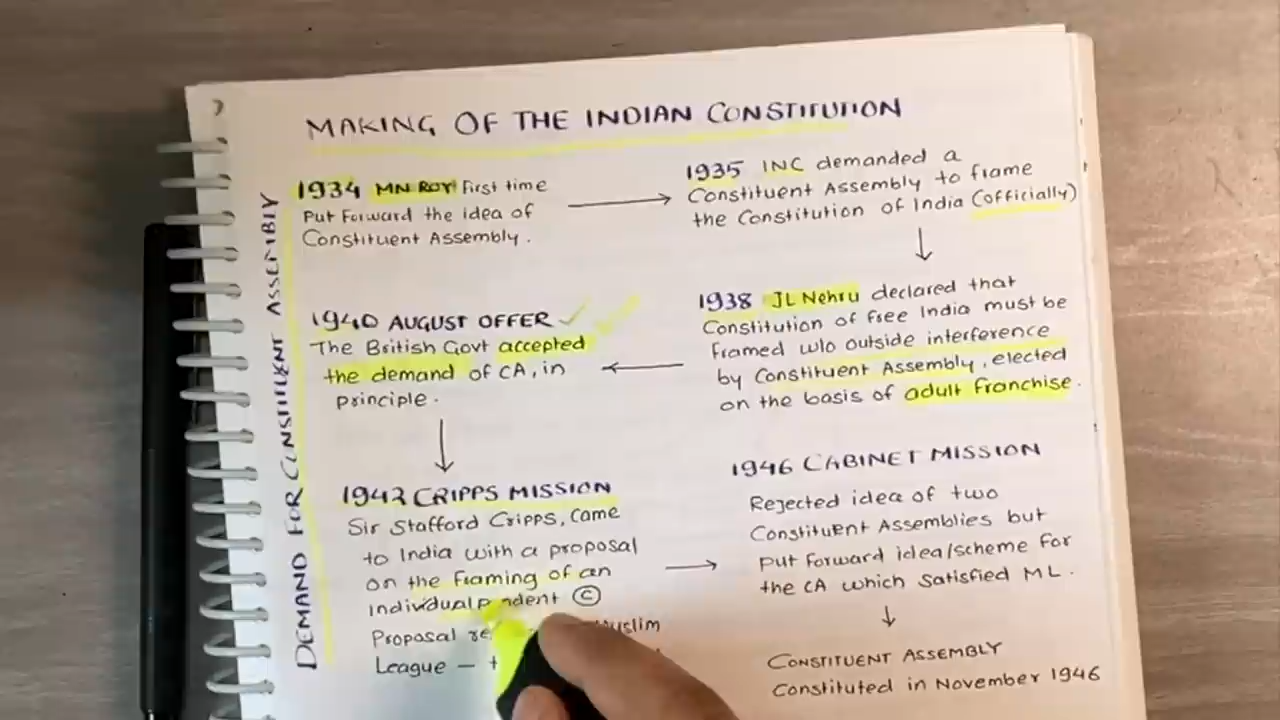 MAKING OF THE INDIAN CONSTITUTION
DEMAND FOR CONSTITUENT ASSEMBLY
1934 MN ROY First time
Put Forward the idea of
Constituent Assembly.
1935 INC demanded a
Constituent Assembly to frame
the Constitution of India (officially)
1938 JL Nehru declared that
Constitution of Free India must be
Framed w/o outside interference
by Constituent Assembly, elected
on the basis of adult Franchise.
1940 AUGUST OFFER
The British Govt accepted
the demand of CA, in
principle.
1942 CRIPPS MISSION
Sir Stafford Cripps, came
to India with a proposal
on the framing of an
Individual pendent ©
Proposal Muslim
League –
1946 CABINET MISSION
Rejected idea of two
Constituent Assemblies but
put forward idea/scheme for
the CA which satisfied ML.
CONSTITUENT ASSEMBLY
Constituted in November 1946